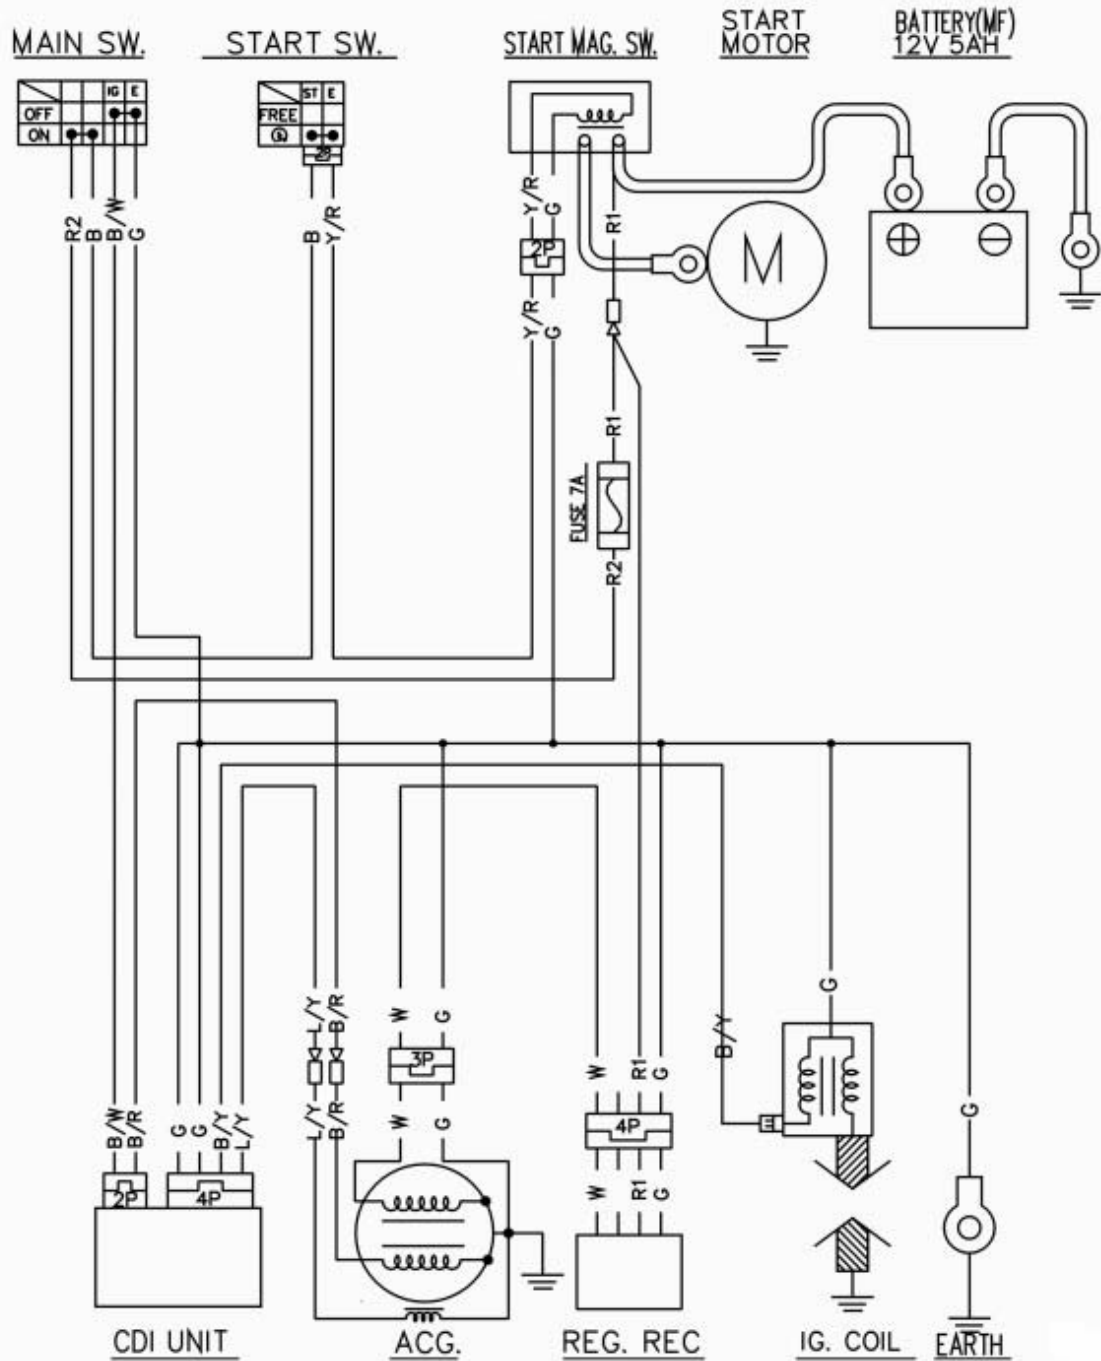 MAIN SW.
START SW.
START MAG. SW.
START
MOTOR
BATTERY(MF)
12V 5AH
IG E
OFF
ON
ST E
FREE
2P
R2
B
B/W
G
B
Y/R
Y/R
G
2P
Y/R
G
R1
M
R1
FUSE 7A
R2
L/Y
B/R
W
G
3P
L/Y
B/R
W
G
W
R1
G
4P
W
R1
G
B/Y
G
G
B/W
B/R
G
G
B/Y
L/Y
2P
4P
CDI UNIT
ACG.
REG. REC
IG. COIL
EARTH